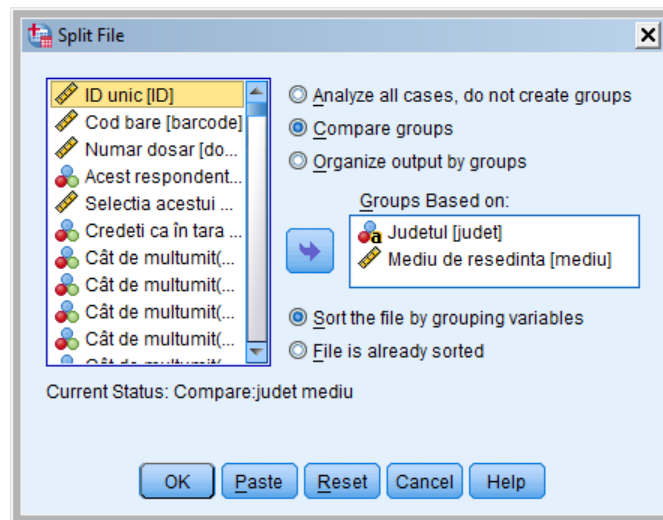 Split File
ID unic [ID]
Cod bare [barcode]
Numar dosar [do...
Acest respondent...
Selectia acestui ...
Credeti ca în tara ...
Cât de multumit(...
Cât de multumit(...
Cât de multumit(...
Cât de multumit(...
Cât de multumit(...
Analyze all cases, do not create groups
Compare groups
Organize output by groups
Groups Based on:
a Judetul [judet]
Mediu de resedinta [mediu]
Sort the file by grouping variables
File is already sorted
Current Status: Compare:judet mediu
OK Paste Reset Cancel Help